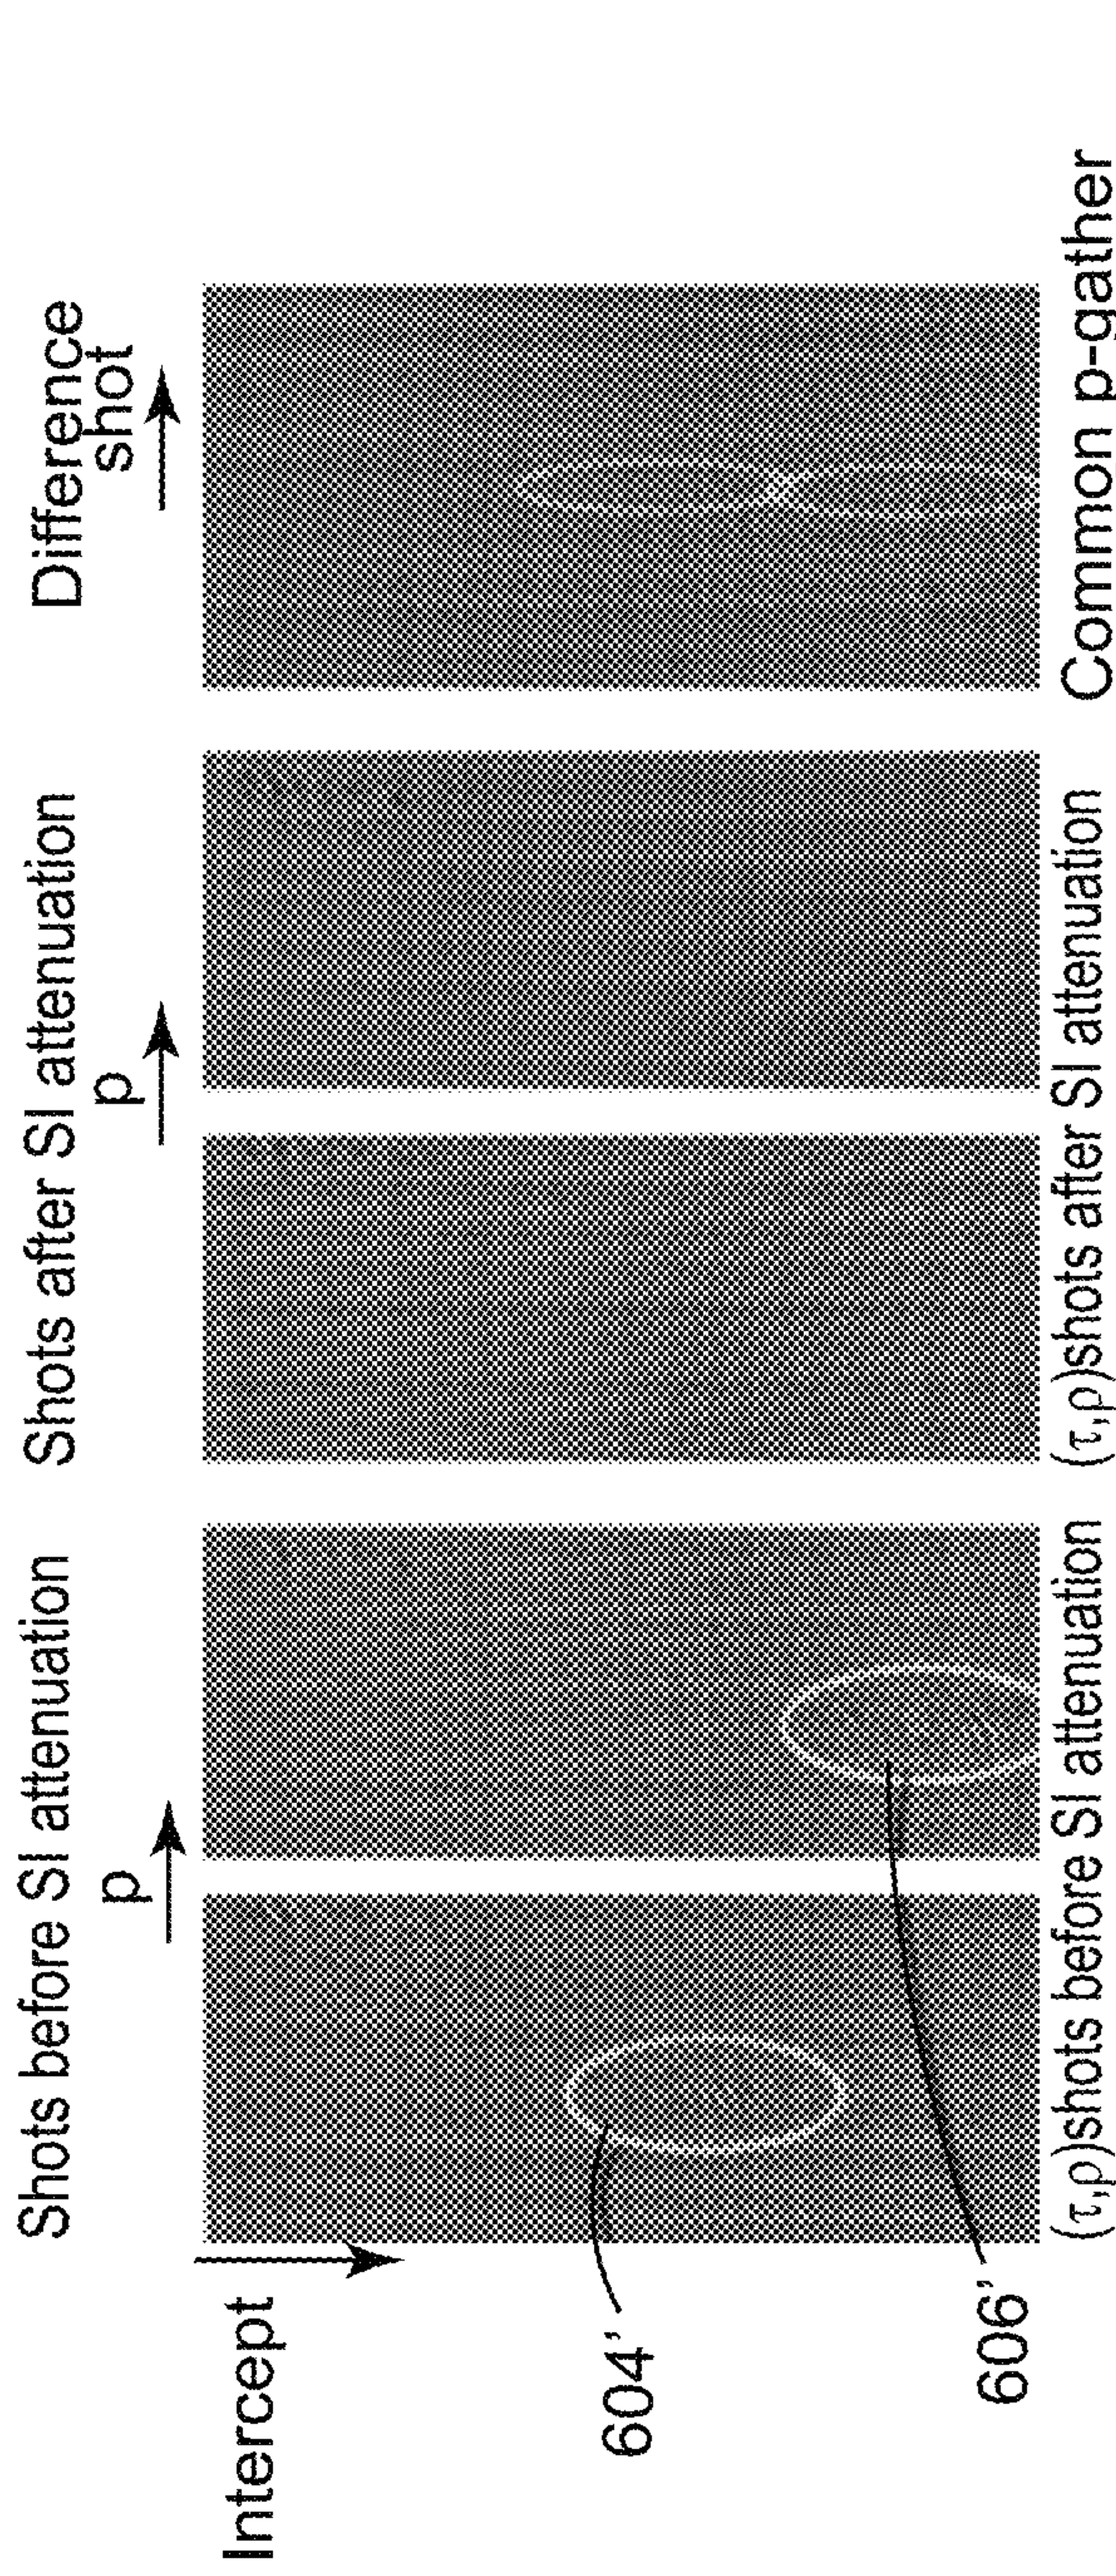 Shots before SI attenuation
Shots after SI attenuation
Difference
shot
p
p
Intercept
604'
606'
(τ,ρ)shots before SI attenuation
(τ,ρ)shots after SI attenuation
Common p-gather